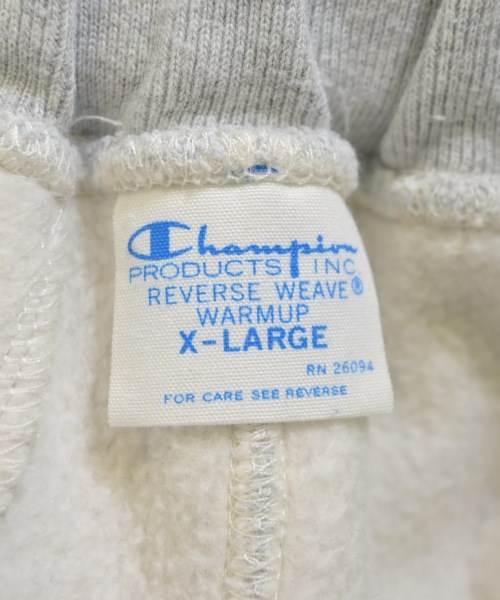 Champion
PRODUCTS INC.
REVERSE WEAVE®
WARMUP
X-LARGE
RN 26094
FOR CARE SEE REVERSE